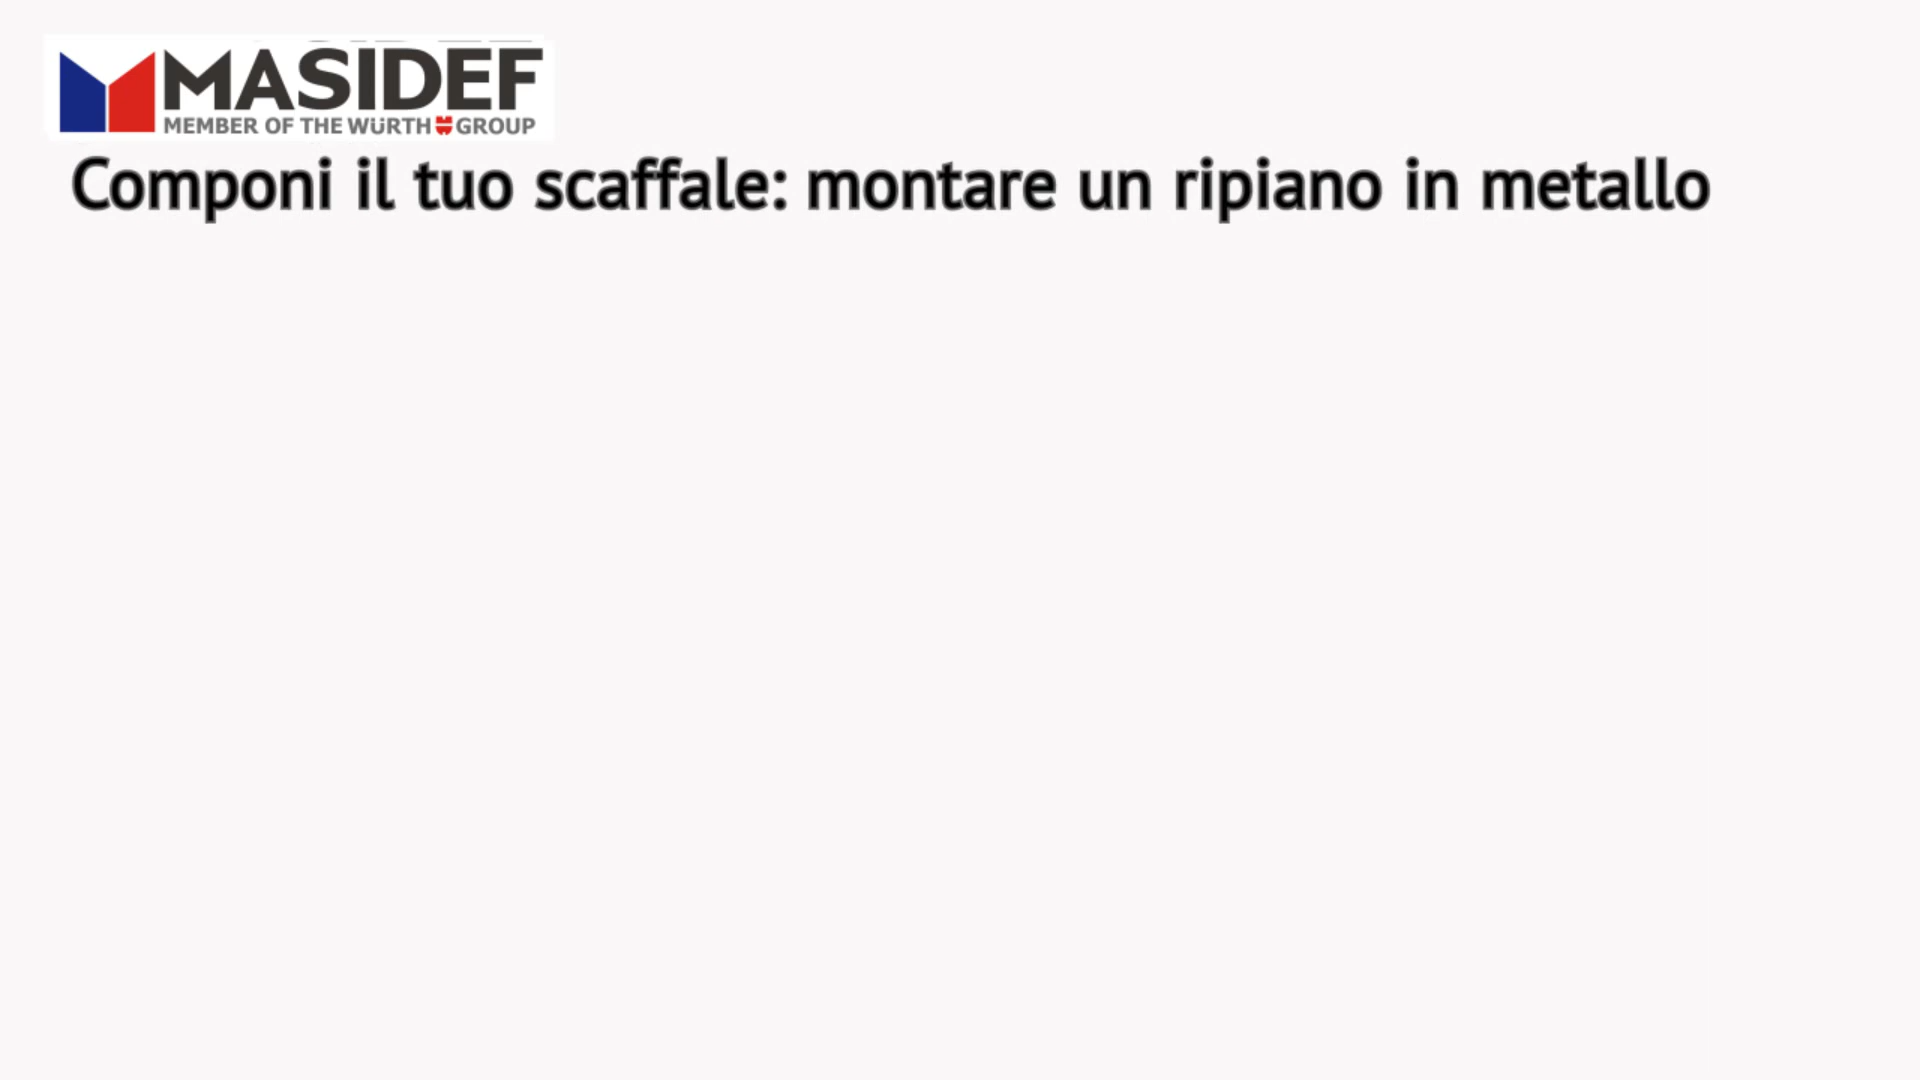 MASIDEF
MEMBER OF THE WÜRTH GROUP
Componi il tuo scaffale: montare un ripiano in metallo